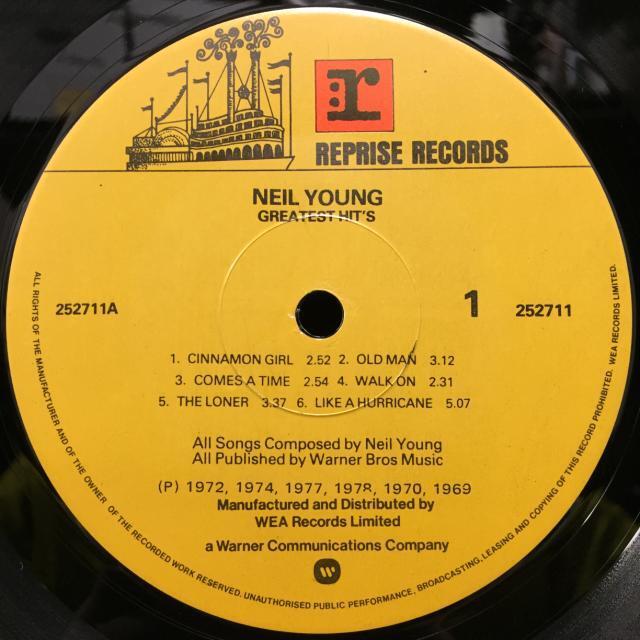 r
REPRISE RECORDS
NEIL YOUNG
GREATEST HIT'S
252711A
1
252711
1. CINNAMON GIRL 2.52 2. OLD MAN 3.12
3. COMES A TIME 2.54 4. WALK ON 2.31
5. THE LONER 3.37 6. LIKE A HURRICANE 5.07
All Songs Composed by Neil Young
All Published by Warner Bros Music
(P) 1972, 1974, 1977, 1978, 1970, 1969
Manufactured and Distributed by
WEA Records Limited
a Warner Communications Company
ALL RIGHTS OF THE MANUFACTURER AND OF THE OWNER OF THE RECORDED WORK RESERVED. UNAUTHORISED PUBLIC PERFORMANCE, BROADCASTING, LEASING AND COPYING OF THIS RECORD PROHIBITED. WEA RECORDS LIMITED.